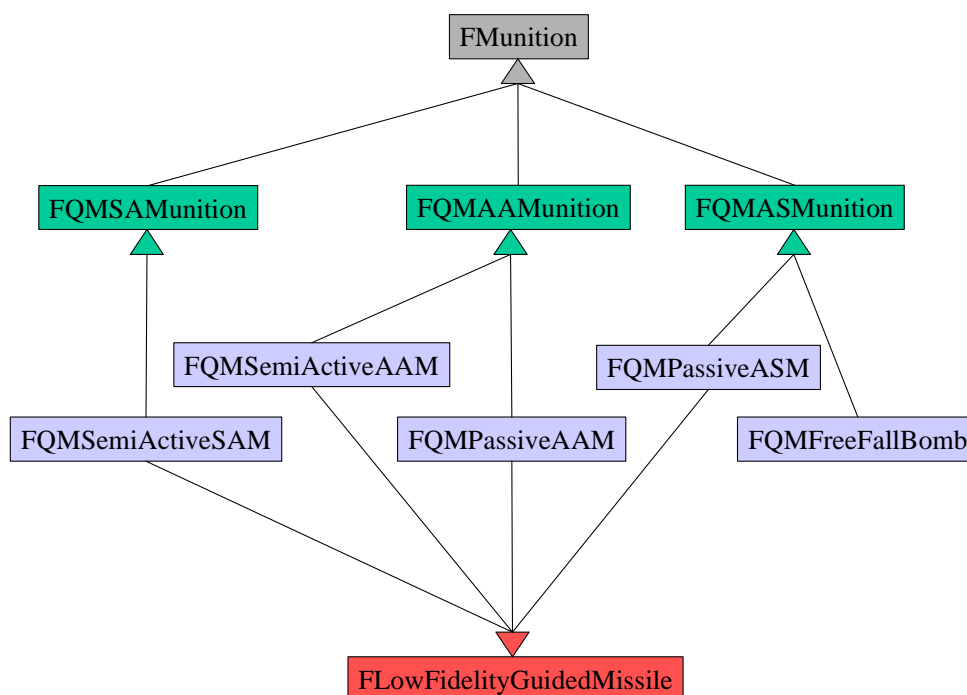 FMunition
FQMSAMunition
FQMAAMunition
FQMASMunition
FQMSemiActiveAAM
FQMPassiveASM
FQMSemiActiveSAM
FQMPassiveAAM
FQMFreeFallBomb
FLowFidelityGuidedMissile